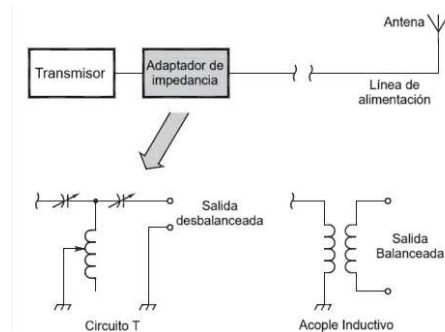 Antena
Transmisor
Adaptador de
impedancia
Línea de
alimentación
Salida
desbalanceada
Salida
Balanceada
Circuito T
Acople Inductivo